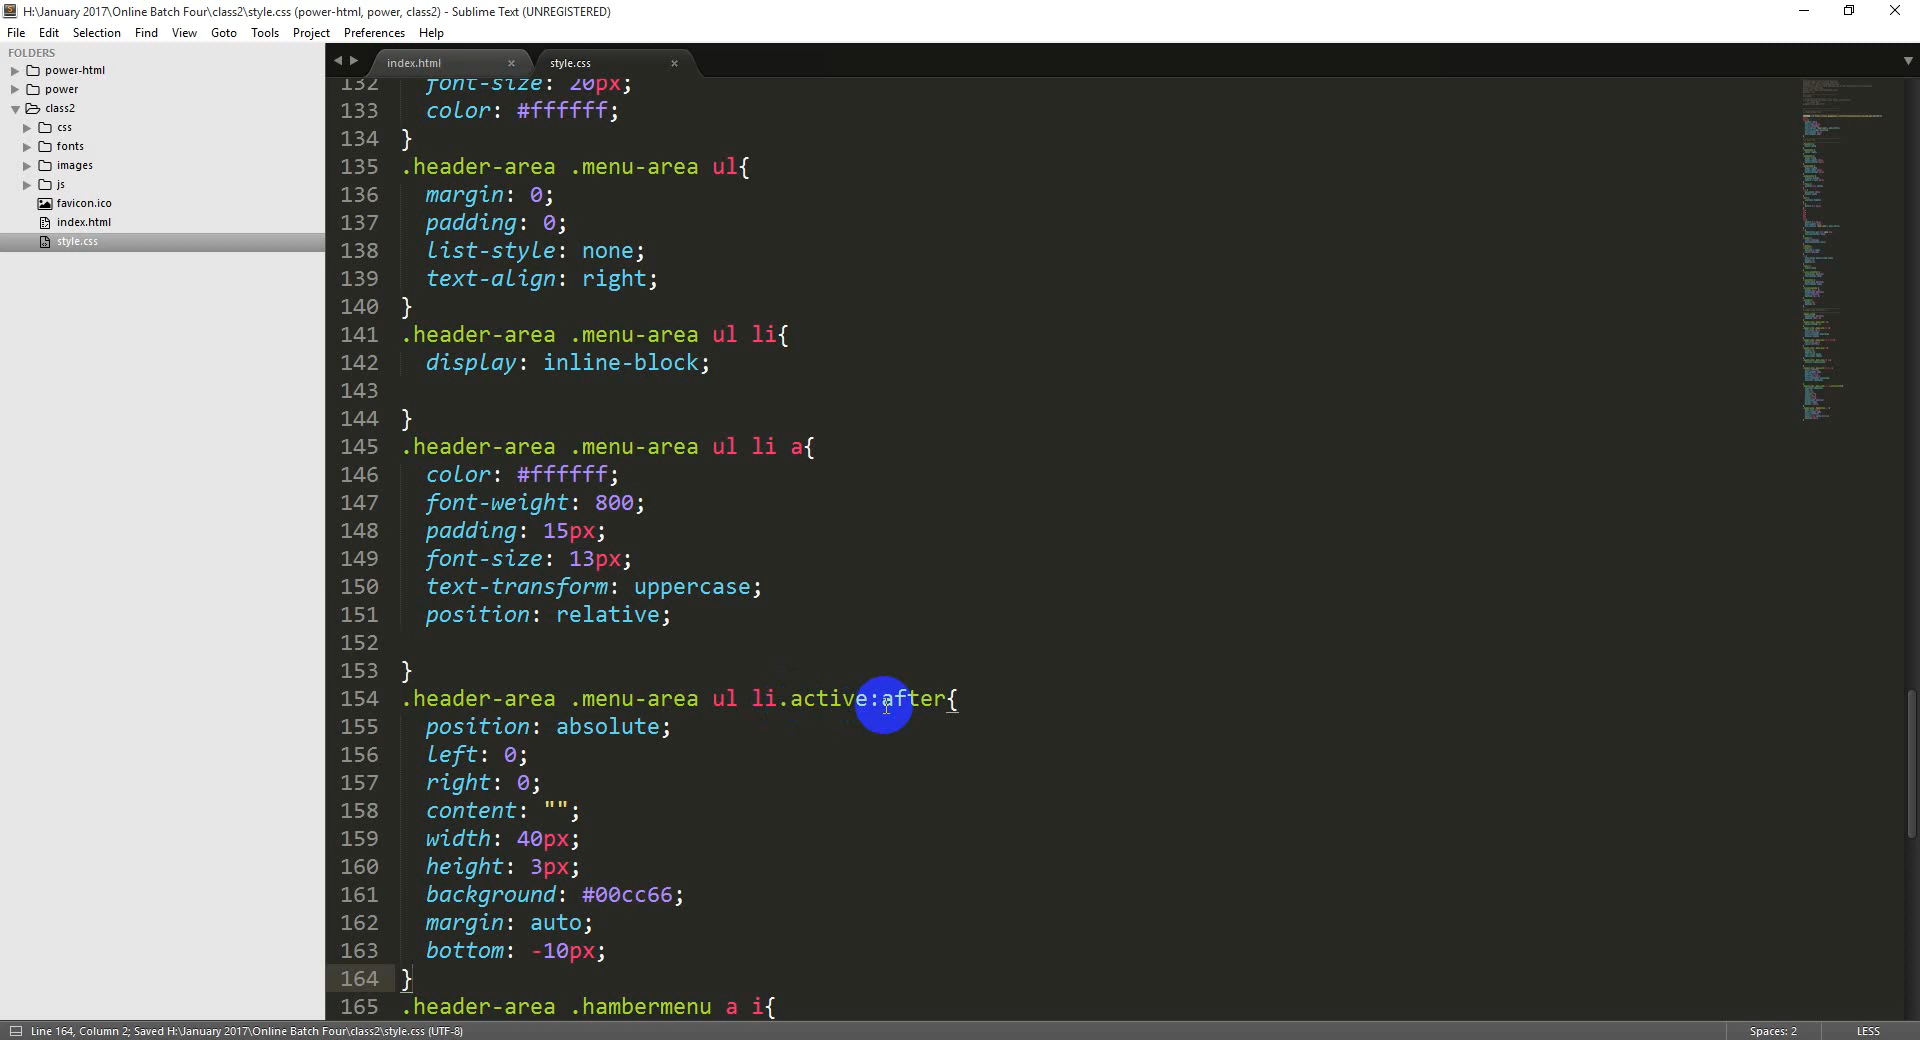 H:\January 2017\Online Batch Four\class2\style.css (power-html, power, class2) - Sublime Text (UNREGISTERED)
File Edit Selection Find View Goto Tools Project Preferences Help
FOLDERS
power-html
power
class2
css
fonts
images
js
favicon.ico
index.html
style.css
index.html × style.css ×
132 font-size: 20px;
133 color: #ffffff;
134 }
135 .header-area .menu-area ul{
136 margin: 0;
137 padding: 0;
138 list-style: none;
139 text-align: right;
140 }
141 .header-area .menu-area ul li{
142 display: inline-block;
143
144 }
145 .header-area .menu-area ul li a{
146 color: #ffffff;
147 font-weight: 800;
148 padding: 15px;
149 font-size: 13px;
150 text-transform: uppercase;
151 position: relative;
152
153 }
154 .header-area .menu-area ul li.active:after{
155 position: absolute;
156 left: 0;
157 right: 0;
158 content: "";
159 width: 40px;
160 height: 3px;
161 background: #00cc66;
162 margin: auto;
163 bottom: -10px;
164 }
165 .header-area .hambermenu a i{
Line 164, Column 2; Saved H:\January 2017\Online Batch Four\class2\style.css (UTF-8) Spaces: 2 LESS